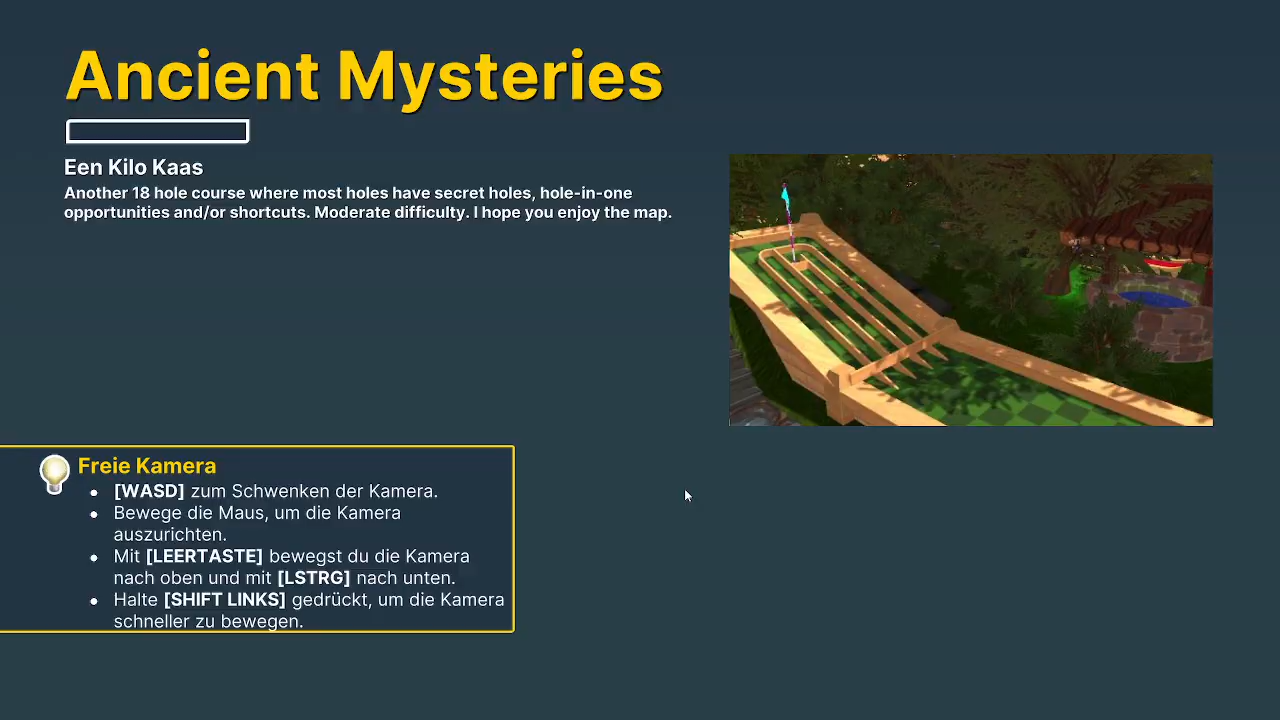 Ancient Mysteries
Een Kilo Kaas
Another 18 hole course where most holes have secret holes, hole-in-one
opportunities and/or shortcuts. Moderate difficulty. I hope you enjoy the map.
Freie Kamera
• [WASD] zum Schwenken der Kamera.
• Bewege die Maus, um die Kamera
auszurichten.
• Mit [LEERTASTE] bewegst du die Kamera
nach oben und mit [LSTRG] nach unten.
• Halte [SHIFT LINKS] gedrückt, um die Kamera
schneller zu bewegen.